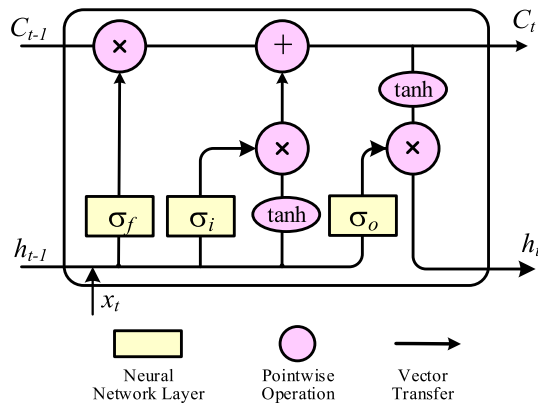 C_{t-1}
C_t
×
+
tanh
×
×
σ_f
σ_i
tanh
σ_o
h_{t-1}
h_t
x_t
Neural
Network Layer
Pointwise
Operation
Vector
Transfer